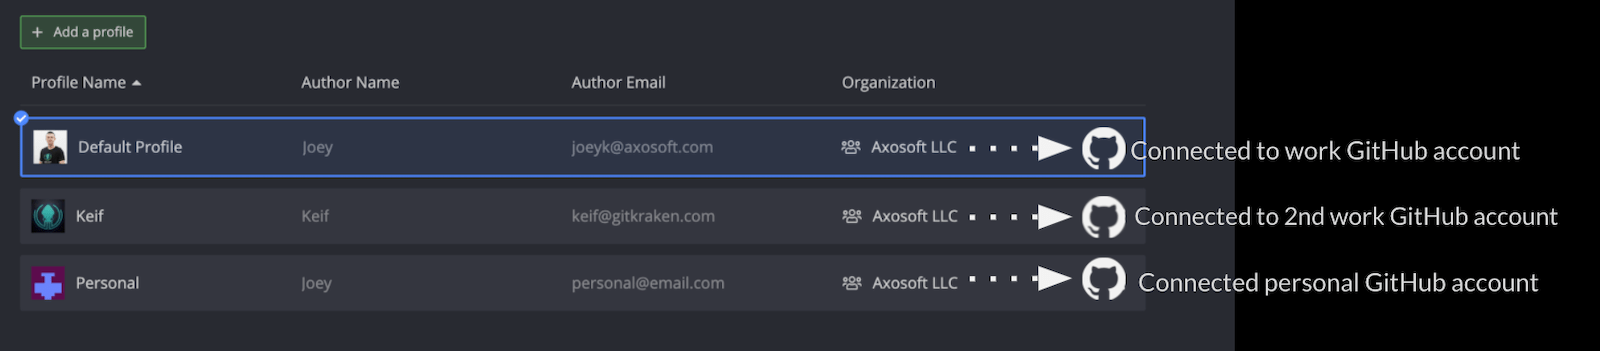 + Add a profile
Profile Name Author Name Author Email Organization
Default Profile Joey joeyk@axosoft.com Axosoft LLC Connected to work GitHub account
Keif Keif keif@gitkraken.com Axosoft LLC Connected to 2nd work GitHub account
Personal Joey personal@email.com Axosoft LLC Connected personal GitHub account